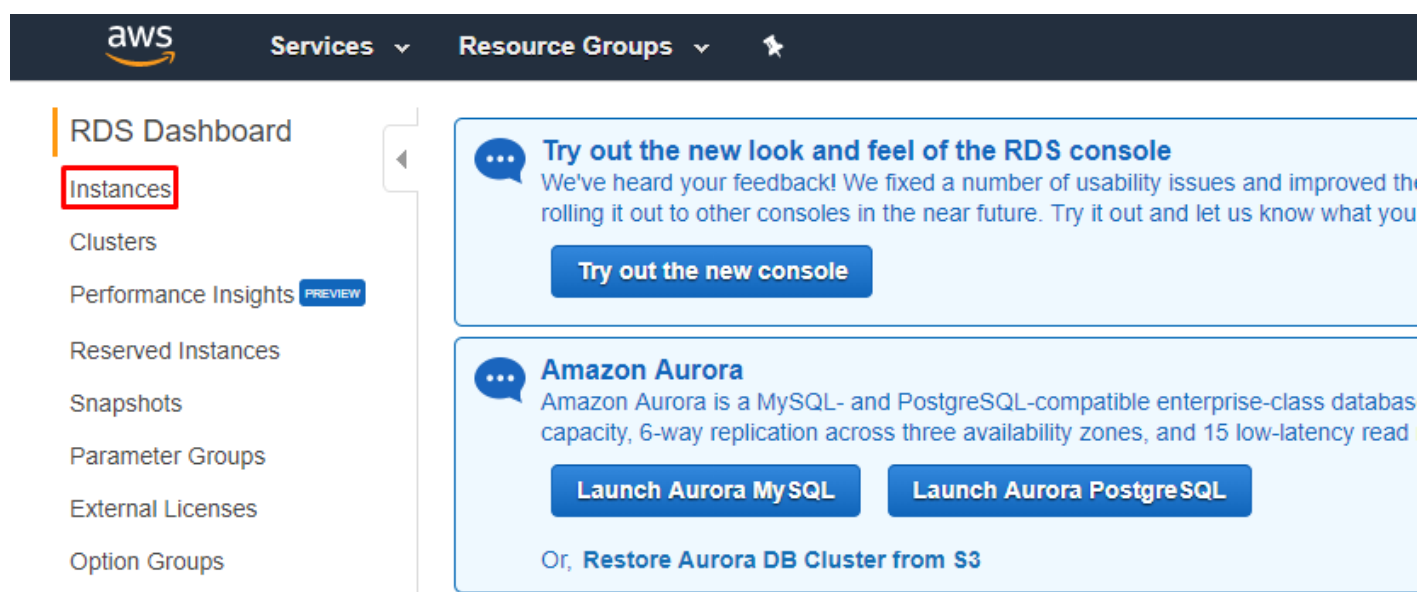 aws Services Resource Groups
RDS Dashboard
Instances
Clusters
Performance Insights PREVIEW
Reserved Instances
Snapshots
Parameter Groups
External Licenses
Option Groups
Try out the new look and feel of the RDS console
We've heard your feedback! We fixed a number of usability issues and improved the
rolling it out to other consoles in the near future. Try it out and let us know what you
Try out the new console
Amazon Aurora
Amazon Aurora is a MySQL- and PostgreSQL-compatible enterprise-class databas
capacity, 6-way replication across three availability zones, and 15 low-latency read
Launch Aurora MySQL Launch Aurora PostgreSQL
Or, Restore Aurora DB Cluster from S3